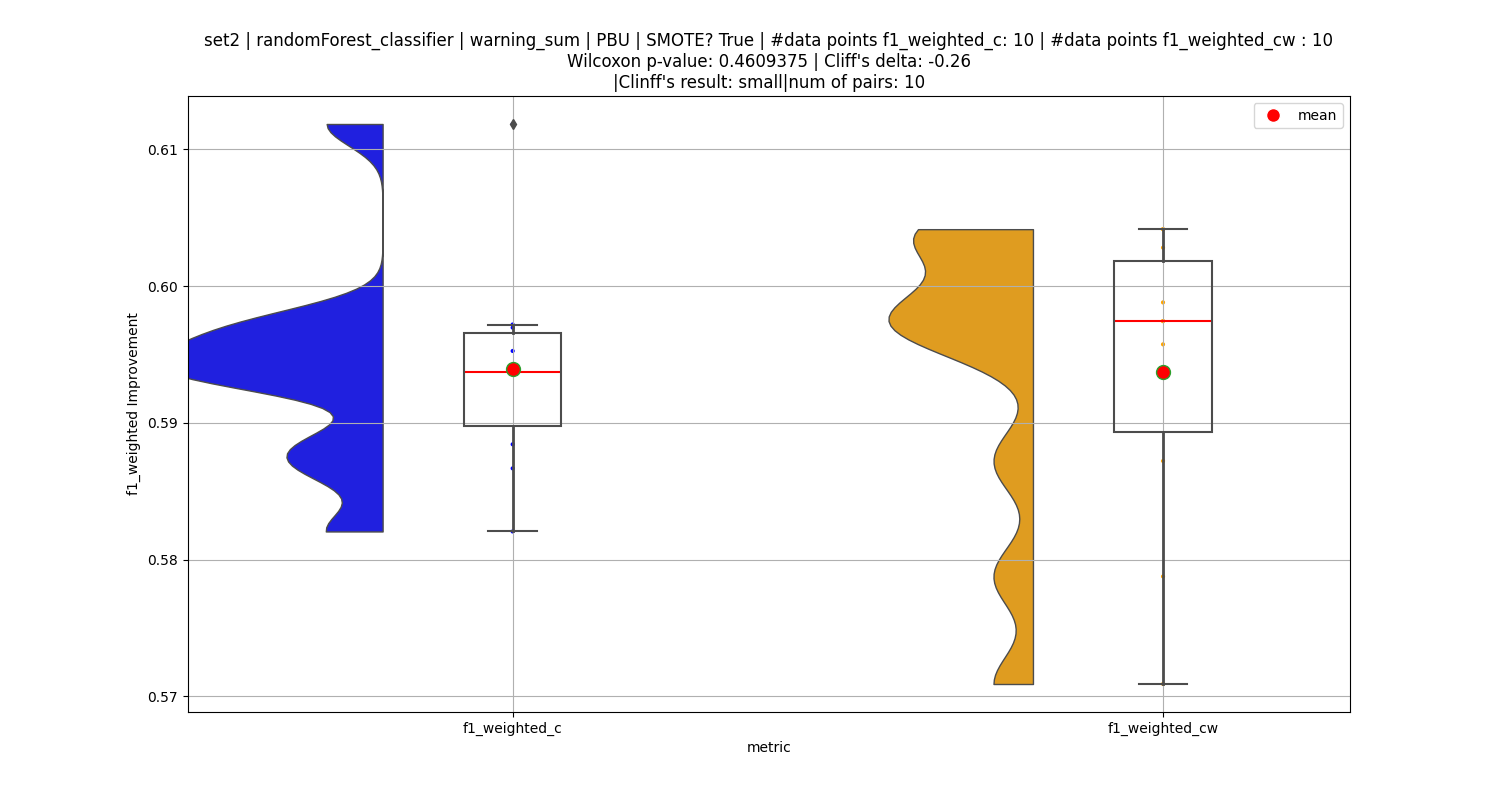 set2 | randomForest_classifier | warning_sum | PBU | SMOTE? True | #data points f1_weighted_c: 10 | #data points f1_weighted_cw : 10
Wilcoxon p-value: 0.4609375 | Cliff's delta: -0.26
|Clinff's result: small|num of pairs: 10
mean
0.61
0.60
0.59
0.58
0.57
f1_weighted Improvement
f1_weighted_c
f1_weighted_cw
metric